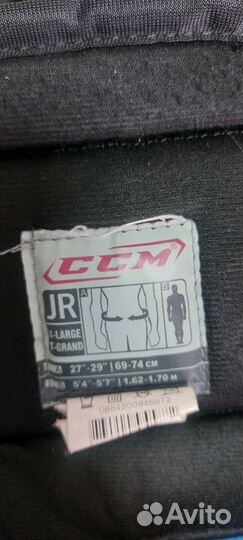 CCM
JR
X-LARGE
T-GRAND
A
B
A 27"-29" | 69-74 CM
B 5'4"-5'7" | 1.62-1.70 M
Avito